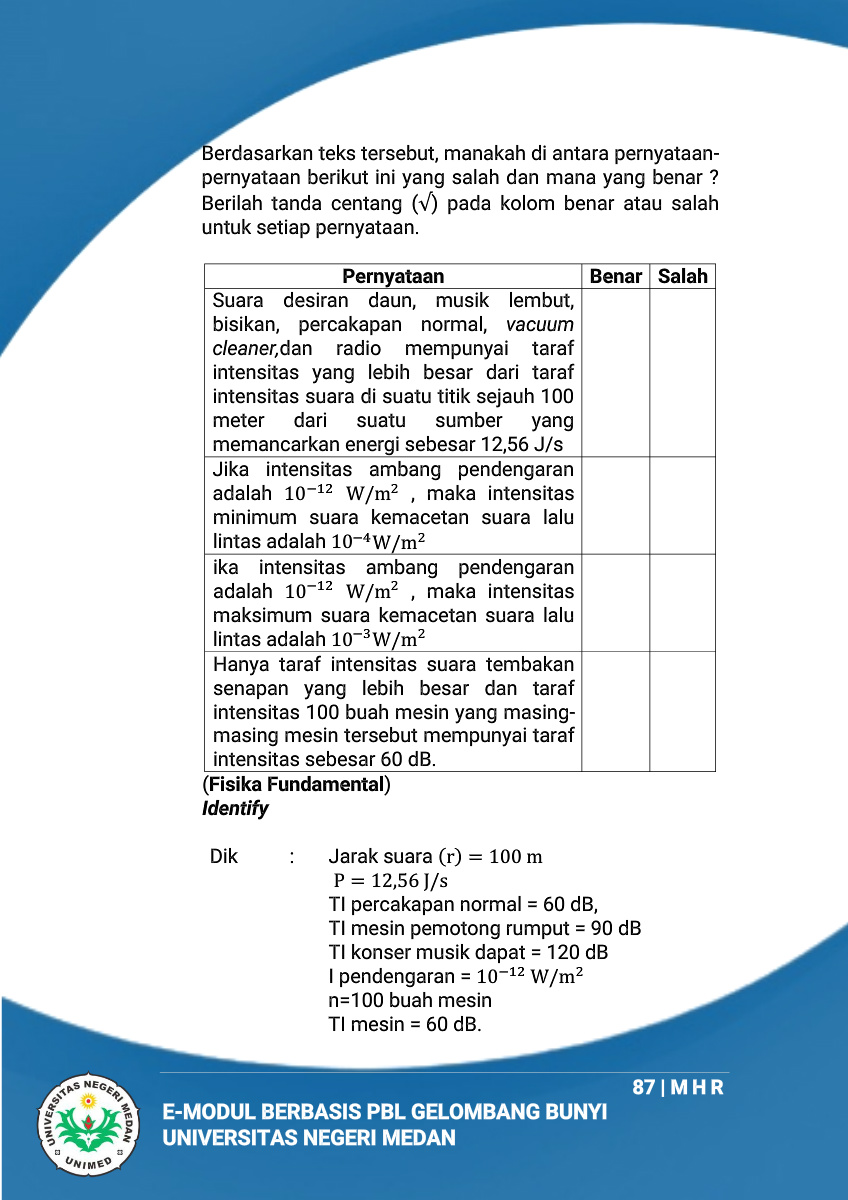 Berdasarkan teks tersebut, manakah di antara pernyataan-
pernyataan berikut ini yang salah dan mana yang benar ?
Berilah tanda centang (√) pada kolom benar atau salah
untuk setiap pernyataan.
Pernyataan Benar Salah
Suara desiran daun, musik lembut,
bisikan, percakapan normal, vacuum
cleaner,dan radio mempunyai taraf
intensitas yang lebih besar dari taraf
intensitas suara di suatu titik sejauh 100
meter dari suatu sumber yang
memancarkan energi sebesar 12,56 J/s
Jika intensitas ambang pendengaran
adalah 10⁻¹² W/m² , maka intensitas
minimum suara kemacetan suara lalu
lintas adalah 10⁻⁴W/m²
ika intensitas ambang pendengaran
adalah 10⁻¹² W/m² , maka intensitas
maksimum suara kemacetan suara lalu
lintas adalah 10⁻³W/m²
Hanya taraf intensitas suara tembakan
senapan yang lebih besar dan taraf
intensitas 100 buah mesin yang masing-
masing mesin tersebut mempunyai taraf
intensitas sebesar 60 dB.
(Fisika Fundamental)
Identify
Dik : Jarak suara (r) = 100 m
P = 12,56 J/s
TI percakapan normal = 60 dB,
TI mesin pemotong rumput = 90 dB
TI konser musik dapat = 120 dB
I pendengaran = 10⁻¹² W/m²
n=100 buah mesin
TI mesin = 60 dB.
87 | M H R
E-MODUL BERBASIS PBL GELOMBANG BUNYI
UNIVERSITAS NEGERI MEDAN
UNIVERSITAS NEGERI MEDAN
UNIMED